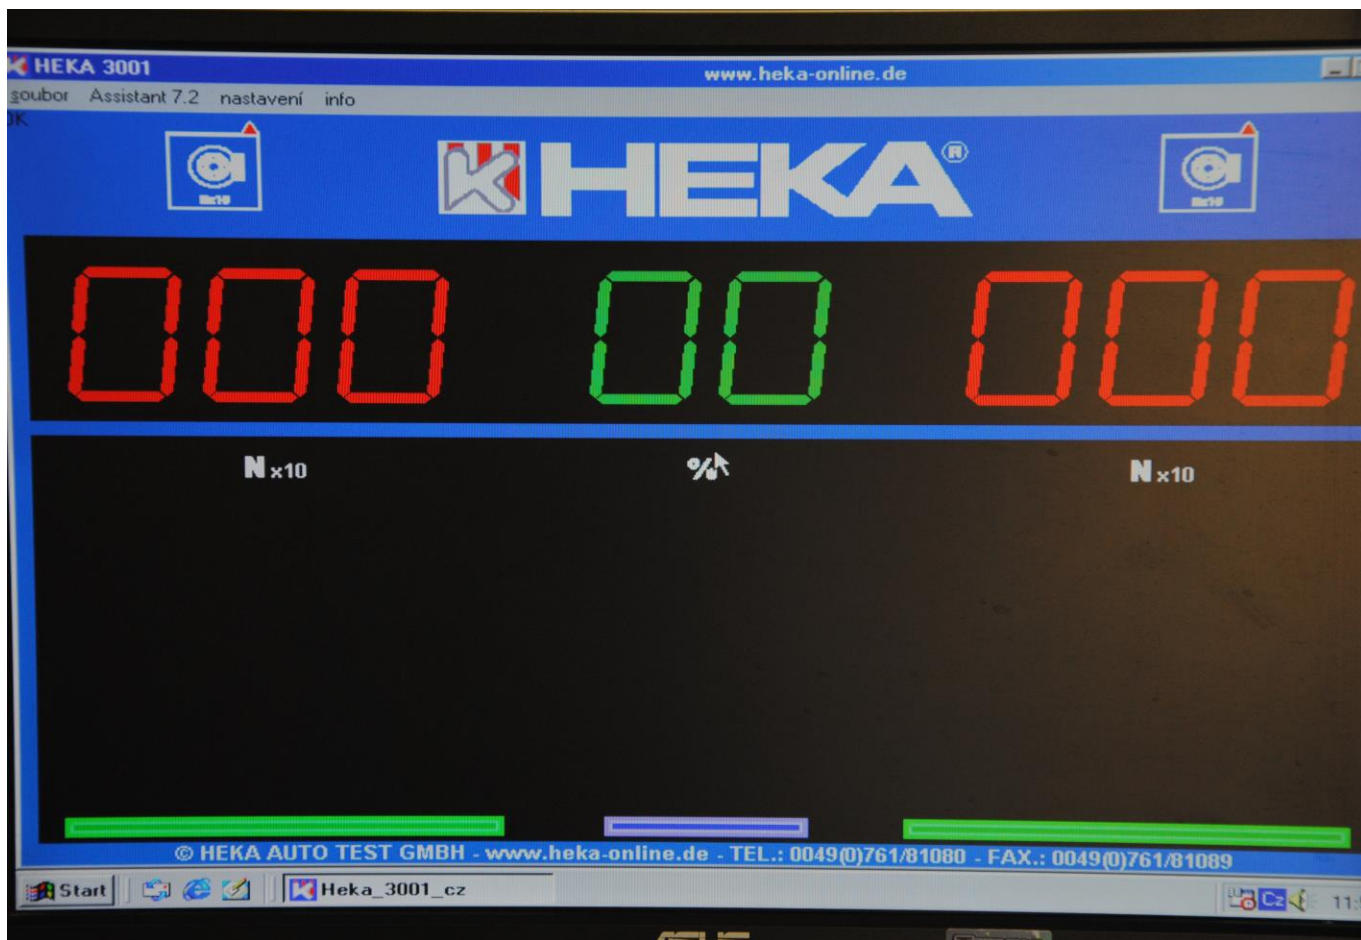 HEKA 3001
www.heka-online.de
soubor Assistant 7.2 nastavení info
HEKA®
000 00 000
N x10 % N x10
© HEKA AUTO TEST GMBH - www.heka-online.de - TEL.: 0049(0)761/81080 - FAX.: 0049(0)761/81089
Start Heka_3001_cz Cz